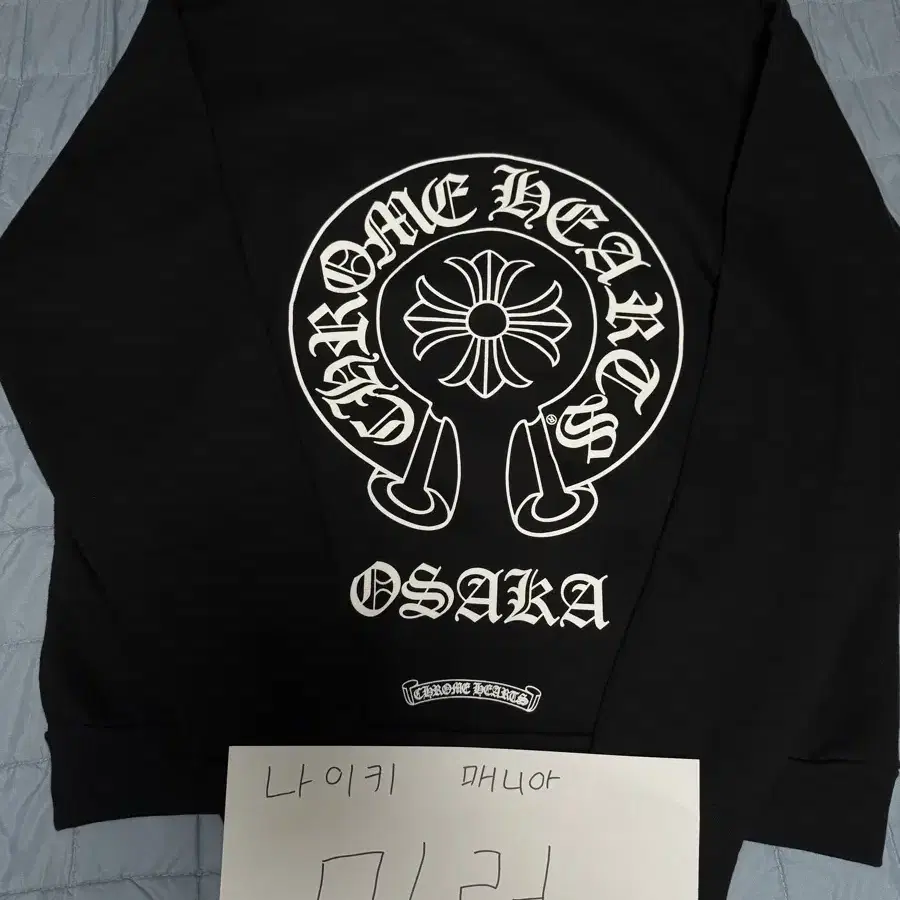 CHROME HEARTS
OSAKA
CHROME HEARTS
나이키 매니아